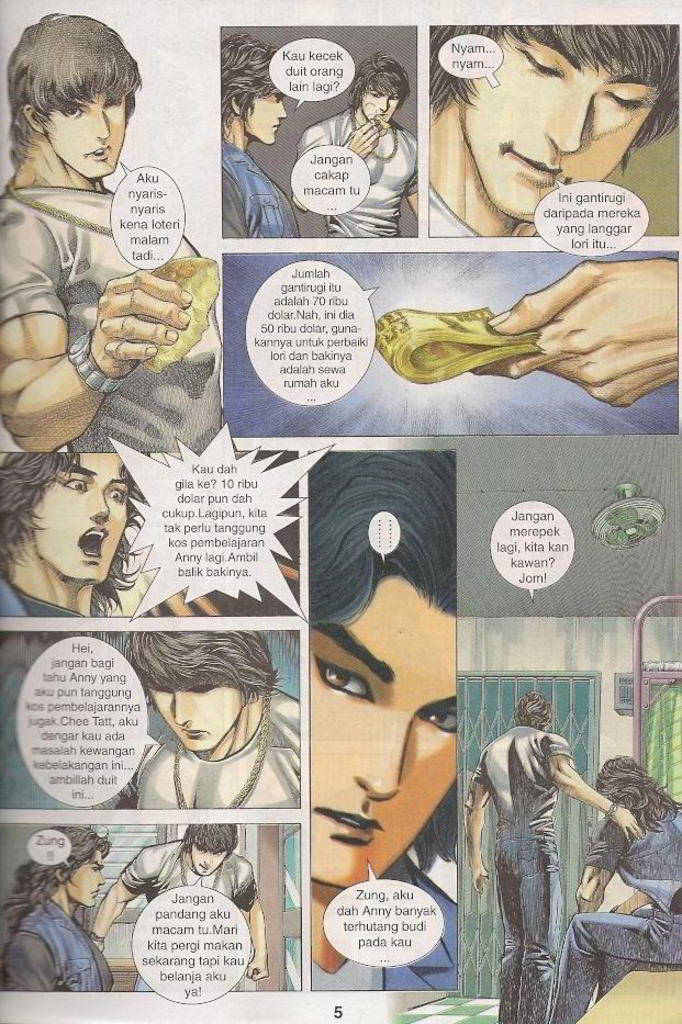 Aku
nyaris-
nyaris
kena loteri
malam
tadi...
Kau kecek
duit orang
lain lagi?
Jangan
cakap
macam tu
...
Nyam...
nyam...
Ini gantirugi
daripada mereka
yang langgar
lori itu...
Jumlah
gantirugi itu
adalah 70 ribu
dolar.Nah, ini dia
50 ribu dolar, guna-
kannya untuk perbaiki
lori dan bakinya
adalah sewa
rumah aku
...
Kau dah
gila ke? 10 ribu
dolar pun dah
cukup.Lagipun, kita
tak perlu tanggung
kos pembelajaran
Anny lagi.Ambil
balik bakinya.
Hei,
jangan bagi
tahu Anny yang
aku pun tanggung
kos pembelajarannya
jugak.Chee Tatt, aku
dengar kau ada
masalah kewangan
kebelakangan ini...
ambillah duit
ini...
Zung
!!
Jangan
pandang aku
macam tu.Mari
kita pergi makan
sekarang tapi kau
belanja aku
ya!
Zung, aku
dah Anny banyak
terhutang budi
pada kau
...
Jangan
merepek
lagi, kita kan
kawan?
Jom!
5